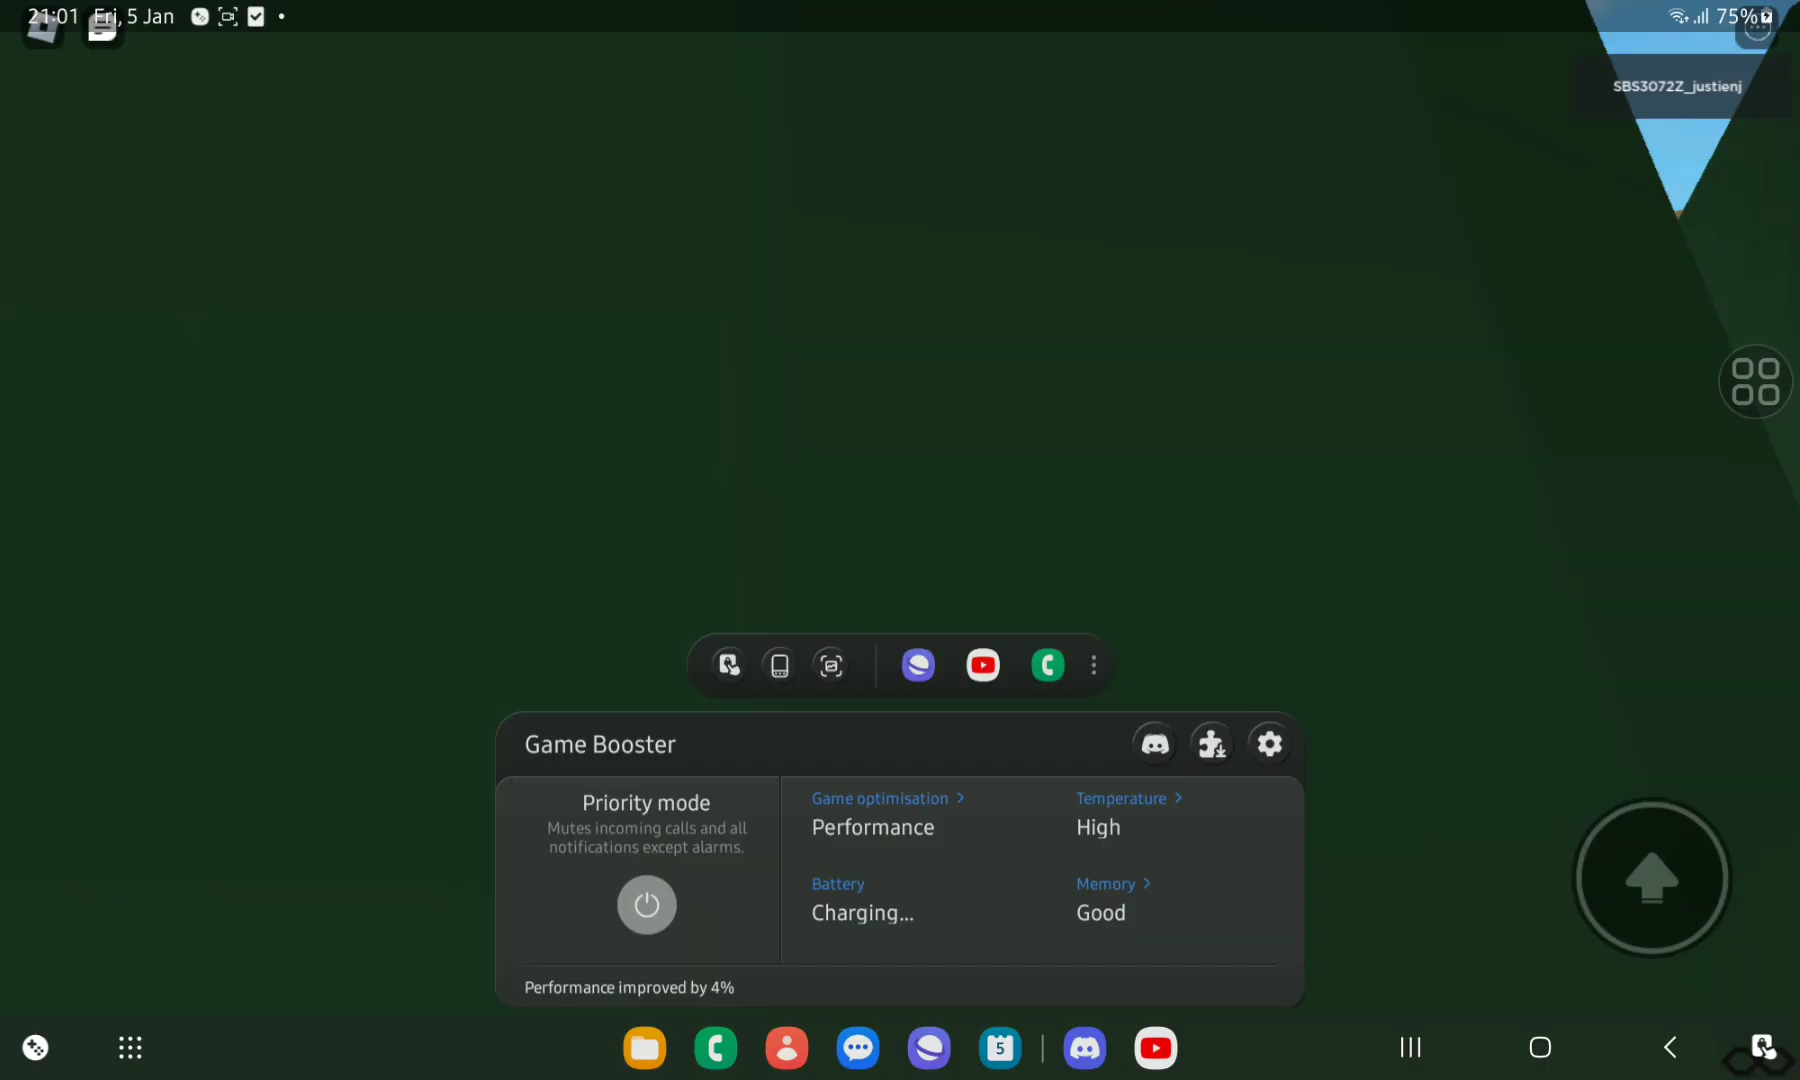 21:01 Fri, 5 Jan
75%
SBS3072Z_justienj
Game Booster
Priority mode
Mutes incoming calls and all
notifications except alarms.
Game optimisation
Performance
Temperature
High
Battery
Charging...
Memory
Good
Performance improved by 4%
5